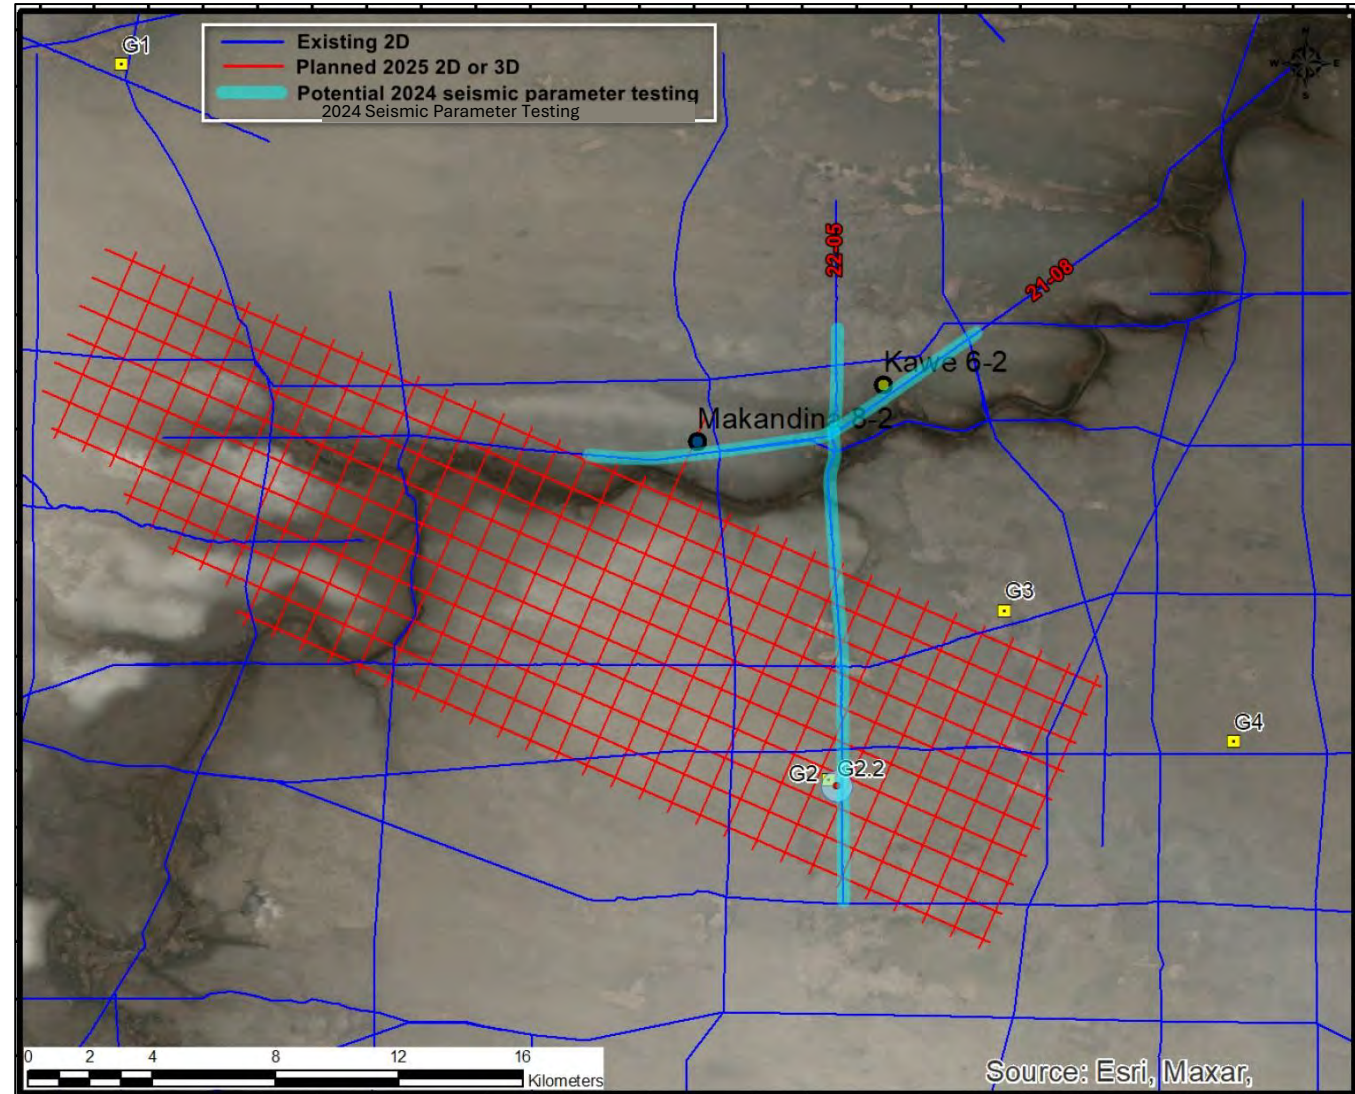 G1
Existing 2D
Planned 2025 2D or 3D
Potential 2024 seismic parameter testing
2024 Seismic Parameter Testing
N
W E
S
22-05
21-08
Kawe 6-2
Makandina 8-2
G3
G4
G2 G2.2
0 2 4 8 12 16
Kilometers
Source: Esri, Maxar,